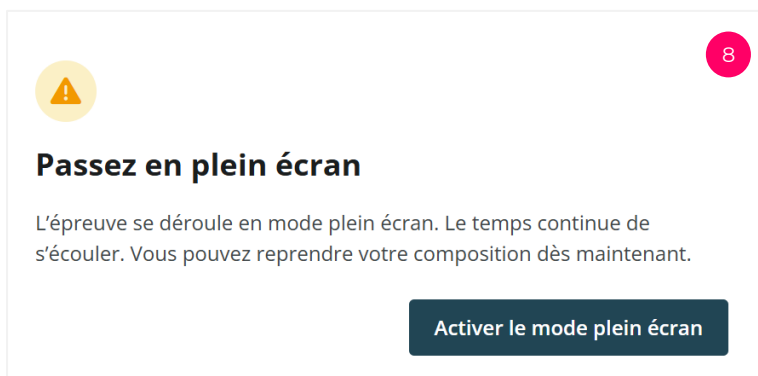 8
Passez en plein écran
L’épreuve se déroule en mode plein écran. Le temps continue de
s’écouler. Vous pouvez reprendre votre composition dès maintenant.
Activer le mode plein écran